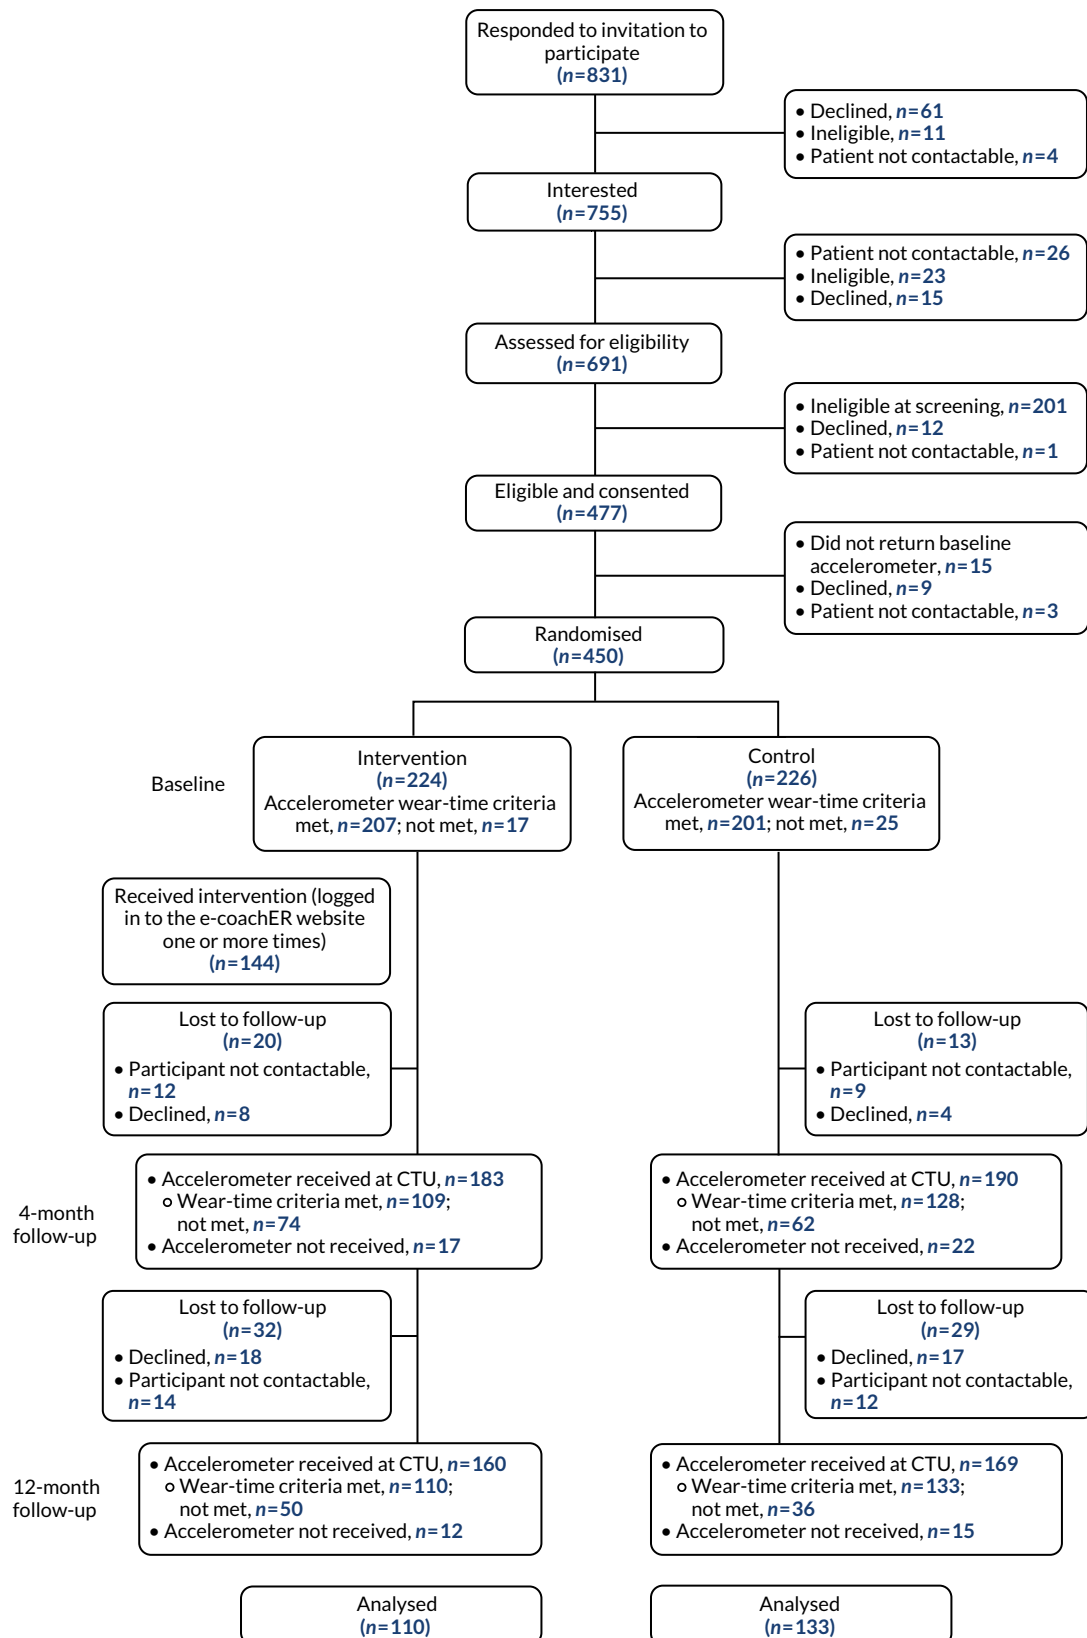 Responded to invitation to
participate
(n=831)
• Declined, n=61
• Ineligible, n=11
• Patient not contactable, n=4
Interested
(n=755)
• Patient not contactable, n=26
• Ineligible, n=23
• Declined, n=15
Assessed for eligibility
(n=691)
• Ineligible at screening, n=201
• Declined, n=12
• Patient not contactable, n=1
Eligible and consented
(n=477)
• Did not return baseline
accelerometer, n=15
• Declined, n=9
• Patient not contactable, n=3
Randomised
(n=450)
Baseline
Intervention
(n=224)
Accelerometer wear-time criteria
met, n=207; not met, n=17
Control
(n=226)
Accelerometer wear-time criteria
met, n=201; not met, n=25
Received intervention (logged
in to the e-coachER website
one or more times)
(n=144)
Lost to follow-up
(n=20)
• Participant not contactable,
n=12
• Declined, n=8
Lost to follow-up
(n=13)
• Participant not contactable,
n=9
• Declined, n=4
4-month
follow-up
• Accelerometer received at CTU, n=183
o Wear-time criteria met, n=109;
not met, n=74
• Accelerometer not received, n=17
• Accelerometer received at CTU, n=190
o Wear-time criteria met, n=128;
not met, n=62
• Accelerometer not received, n=22
Lost to follow-up
(n=32)
• Declined, n=18
• Participant not contactable,
n=14
Lost to follow-up
(n=29)
• Declined, n=17
• Participant not contactable,
n=12
12-month
follow-up
• Accelerometer received at CTU, n=160
o Wear-time criteria met, n=110;
not met, n=50
• Accelerometer not received, n=12
• Accelerometer received at CTU, n=169
o Wear-time criteria met, n=133;
not met, n=36
• Accelerometer not received, n=15
Analysed
(n=110)
Analysed
(n=133)